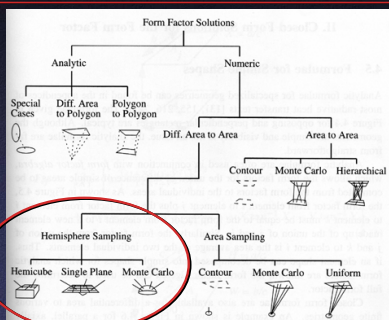 Form Factor Solutions
Analytic
Numeric
Special Cases
Diff. Area to Polygon
Polygon to Polygon
Diff. Area to Area
Area to Area
Contour
Monte Carlo
Hierarchical
Hemisphere Sampling
Area Sampling
Hemicube
Single Plane
Monte Carlo
Contour
Monte Carlo
Uniform